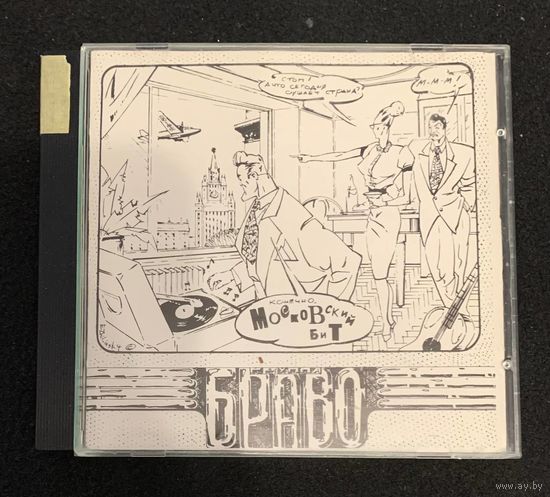 Стоп!
А что сегодня
слушает страна?
М-М-М!
Конечно,
Московский
Бит
БРАВО
www.ay.by